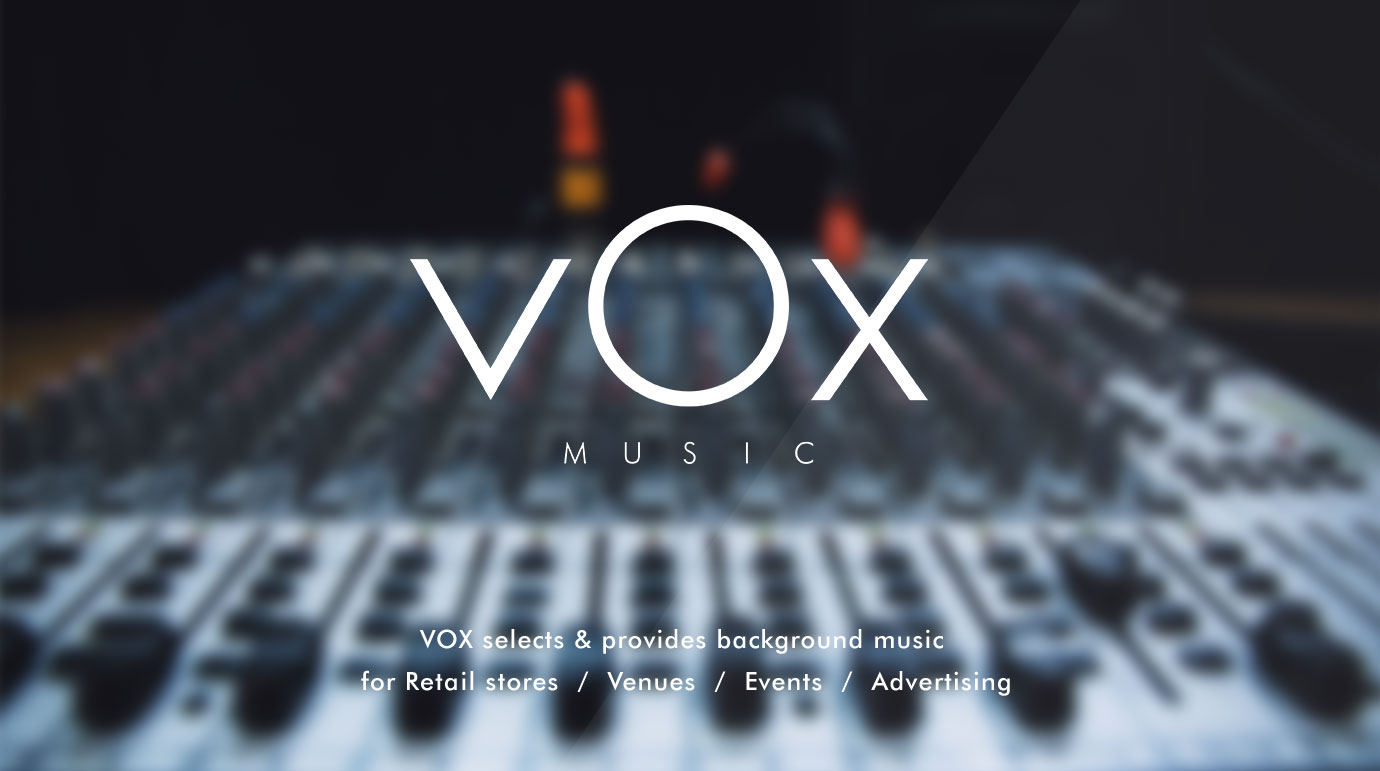 VOX
MUSIC
VOX selects & provides background music
for Retail stores / Venues / Events / Advertising